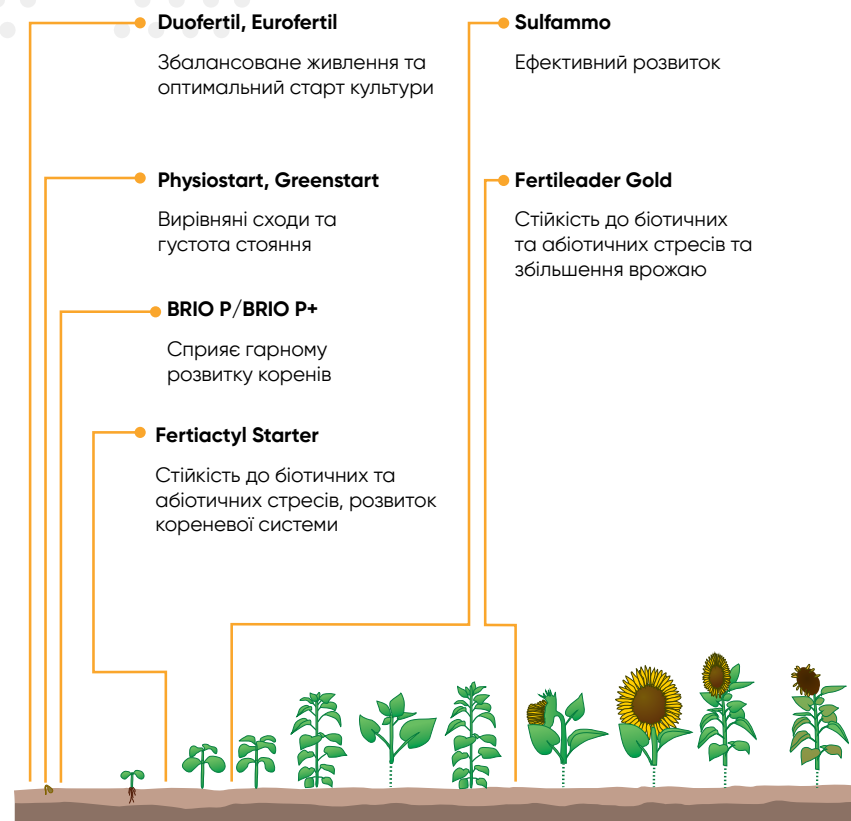 Duofertil, Eurofertil
Збалансоване живлення та
оптимальний старт культури
Physiostart, Greenstart
Вирівняні сходи та
густота стояння
BRIO P/BRIO P+
Сприяє гарному
розвитку коренів
Fertiactyl Starter
Стійкість до біотичних та
абіотичних стресів, розвиток
кореневої системи
Sulfammo
Ефективний розвиток
Fertileader Gold
Стійкість до біотичних
та абіотичних стресів та
збільшення врожаю